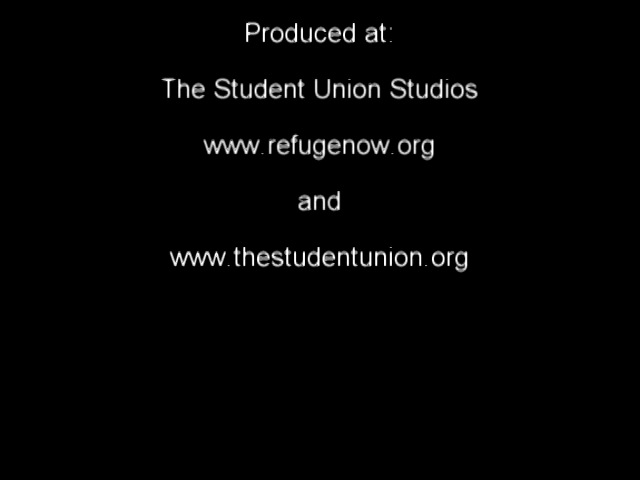 Produced at:
The Student Union Studios
www.refugenow.org
and
www.thestudentunion.org